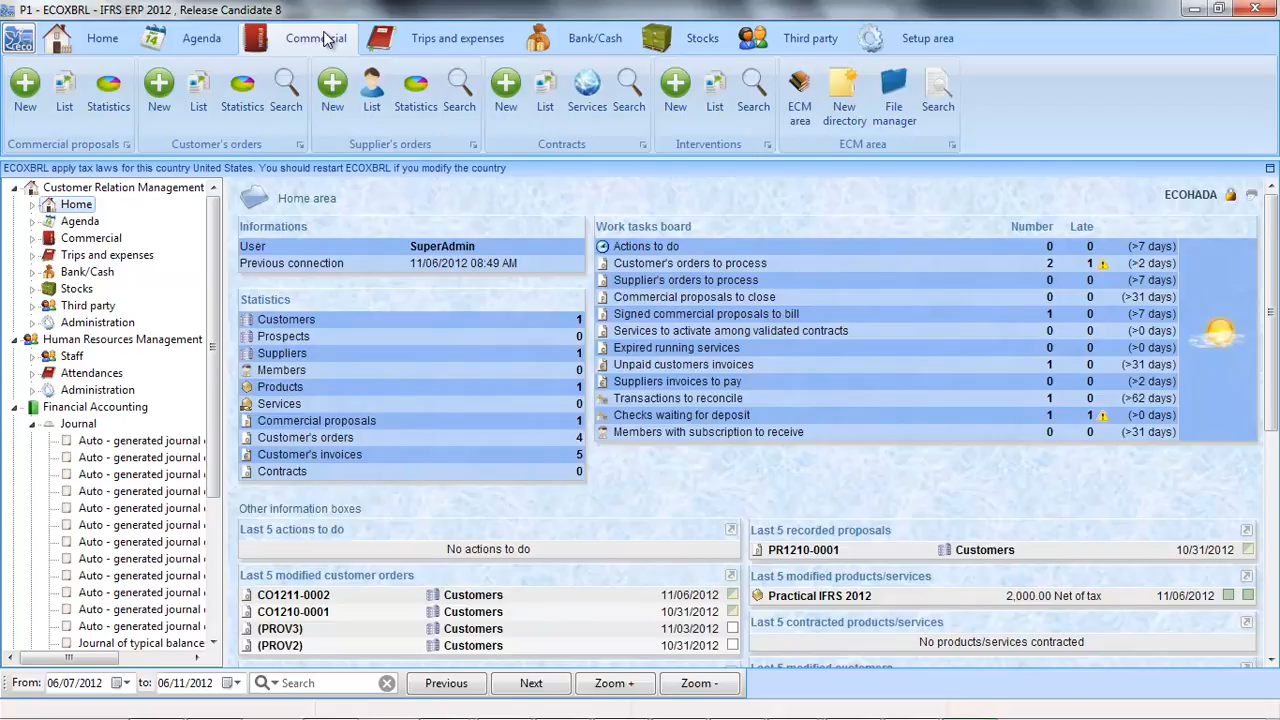 P1 - ECOXBRL - IFRS ERP 2012 , Release Candidate 8
eco Home Agenda Commercial Trips and expenses Bank/Cash Stocks Third party Setup area
New List Statistics New List Statistics Search New List Statistics Search New List Services Search New List Search ECM area New directory File manager Search
Commercial proposals Customer's orders Supplier's orders Contracts Interventions ECM area
ECOXBRL apply tax laws for this country United States. You should restart ECOXBRL if you modify the country
Customer Relation Management
Home
Agenda
Commercial
Trips and expenses
Bank/Cash
Stocks
Third party
Administration
Human Resources Management
Staff
Attendances
Administration
Financial Accounting
Journal
Auto - generated journal
Auto - generated journal
Auto - generated journal
Auto - generated journal
Auto - generated journal
Auto - generated journal
Auto - generated journal
Auto - generated journal
Auto - generated journal
Auto - generated journal
Auto - generated journal
Auto - generated journal
Journal of typical balance
Home area
ECOHADA
Informations
User SuperAdmin
Previous connection 11/06/2012 08:49 AM
Statistics
Customers 1
Prospects 0
Suppliers 1
Members 0
Products 1
Services 0
Commercial proposals 1
Customer's orders 4
Customer's invoices 5
Contracts 0
Work tasks board Number Late
Actions to do 0 0 (>7 days)
Customer's orders to process 2 1 (>2 days)
Supplier's orders to process 0 0 (>7 days)
Commercial proposals to close 0 0 (>31 days)
Signed commercial proposals to bill 1 0 (>7 days)
Services to activate among validated contracts 0 0 (>0 days)
Expired running services 0 0 (>0 days)
Unpaid customers invoices 1 0 (>31 days)
Suppliers invoices to pay 0 0 (>2 days)
Transactions to reconcile 1 0 (>62 days)
Checks waiting for deposit 1 1 (>0 days)
Members with subscription to receive 0 0 (>31 days)
Other information boxes
Last 5 actions to do
No actions to do
Last 5 modified customer orders
CO1211-0002 Customers 11/06/2012
CO1210-0001 Customers 10/31/2012
(PROV3) Customers 11/03/2012
(PROV2) Customers 10/31/2012
Last 5 recorded proposals
PR1210-0001 Customers 10/31/2012
Last 5 modified products/services
Practical IFRS 2012 2,000.00 Net of tax 11/06/2012
Last 5 contracted products/services
No products/services contracted
Last 5 modified customers
From: 06/07/2012 to: 06/11/2012 Search Previous Next Zoom + Zoom -